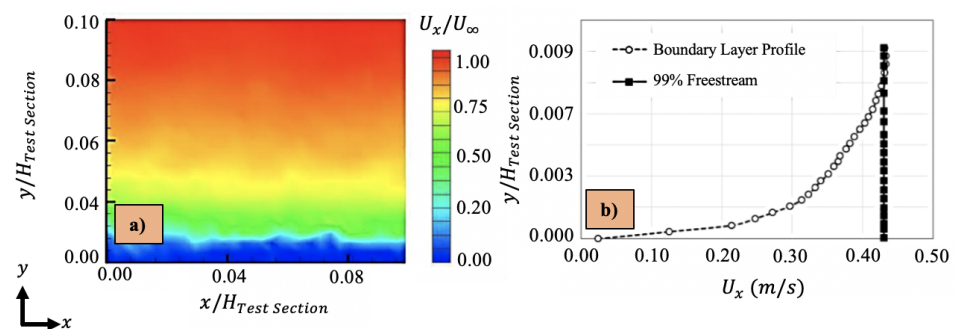 0.10
0.08
0.06
0.04
0.02
0.00
y/H_{Test Section}
a)
0.00
0.04
0.08
x/H_{Test Section}
y
x
U_x/U_∞
1.00
0.75
0.50
1.20
0.00
y/H_{Test Section}
0.009
0.007
0.003
0.003
0.000
Boundary Layer Profile
99% Freestream
b)
0.00
0.10
0.20
0.30
0.40
0.50
U_x (m/s)